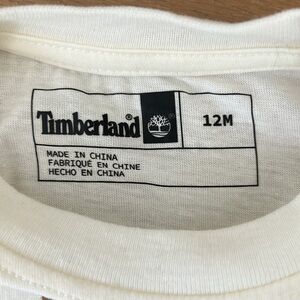 Timberland® 12M
MADE IN CHINA
FABRIQUÉ EN CHINE
HECHO EN CHINA